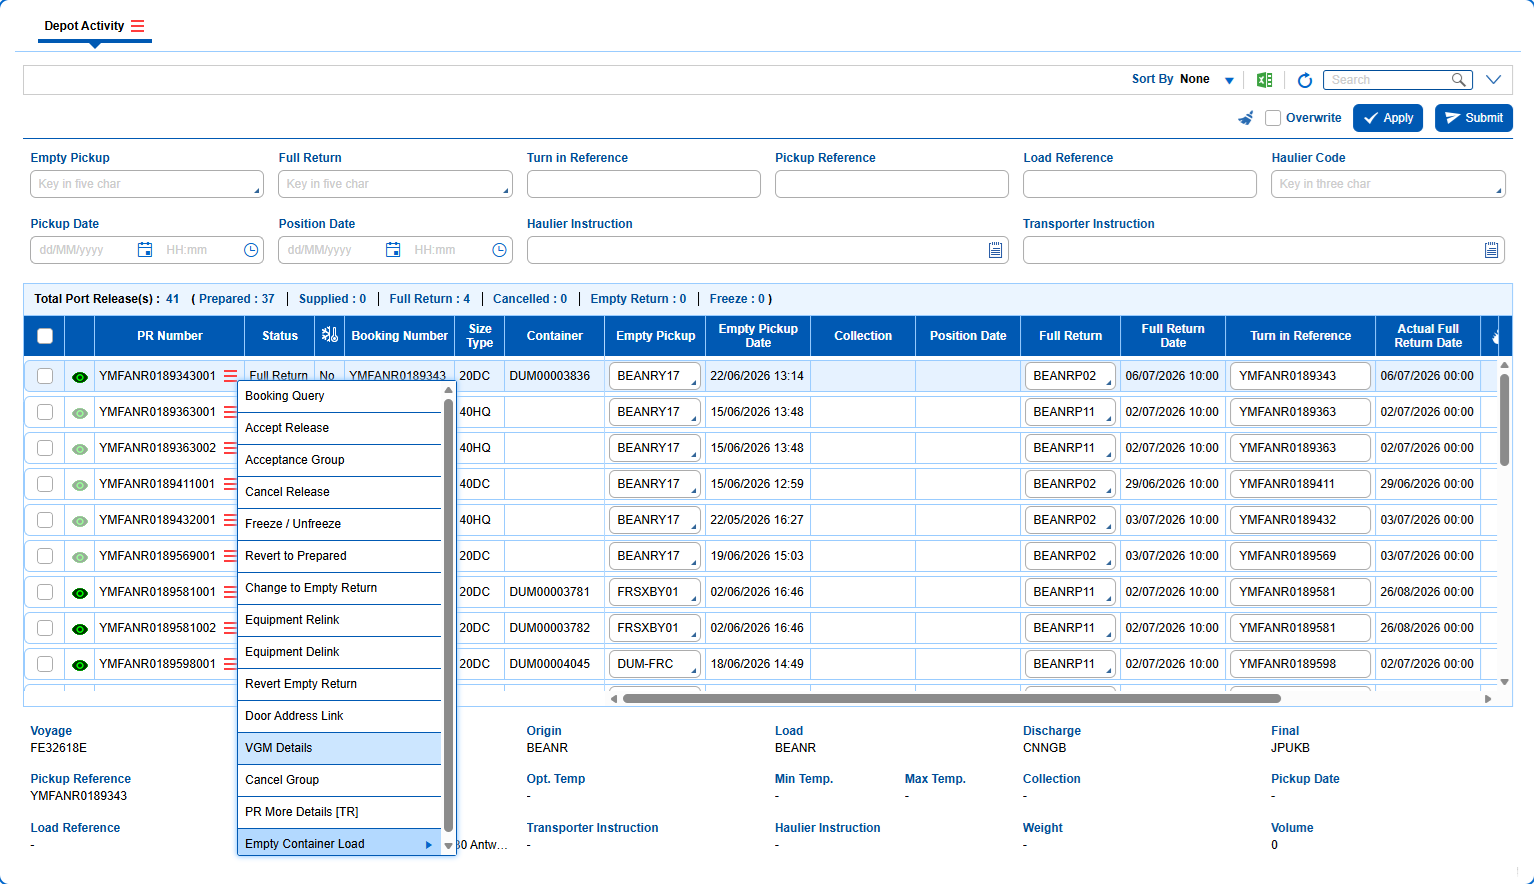 Depot Activity
Sort By None
Search
Overwrite Apply Submit
Empty Pickup Full Return Turn in Reference Pickup Reference Load Reference Haulier Code
Key in five char Key in five char Key in three char
Pickup Date Position Date Haulier Instruction Transporter Instruction
dd/MM/yyyy HH:mm dd/MM/yyyy HH:mm
Total Port Release(s) : 41 ( Prepared : 37 | Supplied : 0 | Full Return : 4 | Cancelled : 0 | Empty Return : 0 | Freeze : 0 )
PR Number Status Booking Number Size Type Container Empty Pickup Empty Pickup Date Collection Position Date Full Return Full Return Date Turn in Reference Actual Full Return Date
YMFANR0189343001 Full Return No YMFANR0189343 20DC DUM00003836 BEANRY17 22/06/2026 13:14 BEANRP02 06/07/2026 10:00 YMFANR0189343 06/07/2026 00:00
YMFANR0189363001 40HQ BEANRY17 15/06/2026 13:48 BEANRP11 02/07/2026 10:00 YMFANR0189363 02/07/2026 00:00
YMFANR0189363002 40HQ BEANRY17 15/06/2026 13:48 BEANRP11 02/07/2026 10:00 YMFANR0189363 02/07/2026 00:00
YMFANR0189411001 40DC BEANRY17 15/06/2026 12:59 BEANRP02 29/06/2026 10:00 YMFANR0189411 29/06/2026 00:00
YMFANR0189432001 40HQ BEANRY17 22/05/2026 16:27 BEANRP02 03/07/2026 10:00 YMFANR0189432 03/07/2026 00:00
YMFANR0189569001 20DC BEANRY17 19/06/2026 15:03 BEANRP02 03/07/2026 10:00 YMFANR0189569 03/07/2026 00:00
YMFANR0189581001 20DC DUM00003781 FRSXBY01 02/06/2026 16:46 BEANRP11 02/07/2026 10:00 YMFANR0189581 26/08/2026 00:00
YMFANR0189581002 20DC DUM00003782 FRSXBY01 02/06/2026 16:46 BEANRP11 02/07/2026 10:00 YMFANR0189581 26/08/2026 00:00
YMFANR0189598001 20DC DUM00004045 DUM-FRC 18/06/2026 14:49 BEANRP11 02/07/2026 10:00 YMFANR0189598 02/07/2026 00:00
Booking Query
Accept Release
Acceptance Group
Cancel Release
Freeze / Unfreeze
Revert to Prepared
Change to Empty Return
Equipment Relink
Equipment Delink
Revert Empty Return
Door Address Link
VGM Details
Cancel Group
PR More Details [TR]
Empty Container Load
Voyage Origin Load Discharge Final
FE32618E BEANR BEANR CNNGB JPUKB
Pickup Reference Opt. Temp Min Temp. Max Temp. Collection Pickup Date
YMFANR0189343 - - - - -
Load Reference Transporter Instruction Haulier Instruction Weight Volume
- 30 Antw... - - - 0